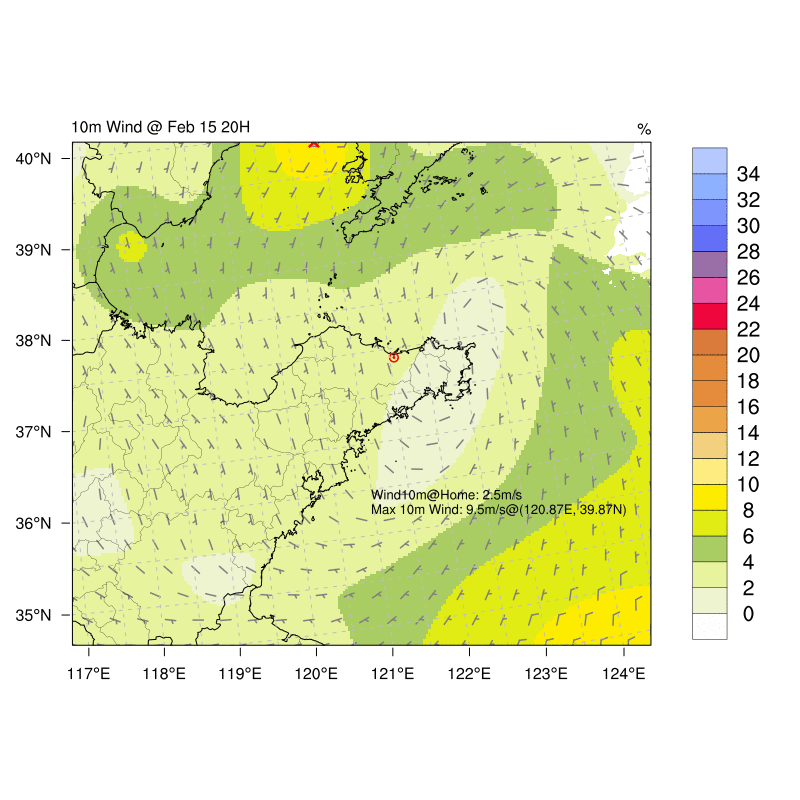 10m Wind @ Feb 15 20H
%
40°N
39°N
38°N
37°N
36°N
35°N
117°E 118°E 119°E 120°E 121°E 122°E 123°E 124°E
Wind10m@Home: 2.5m/s
Max 10m Wind: 9.5m/s@(120.87E, 39.87N)
34
32
30
28
26
24
22
20
18
16
14
12
10
8
6
4
2
0